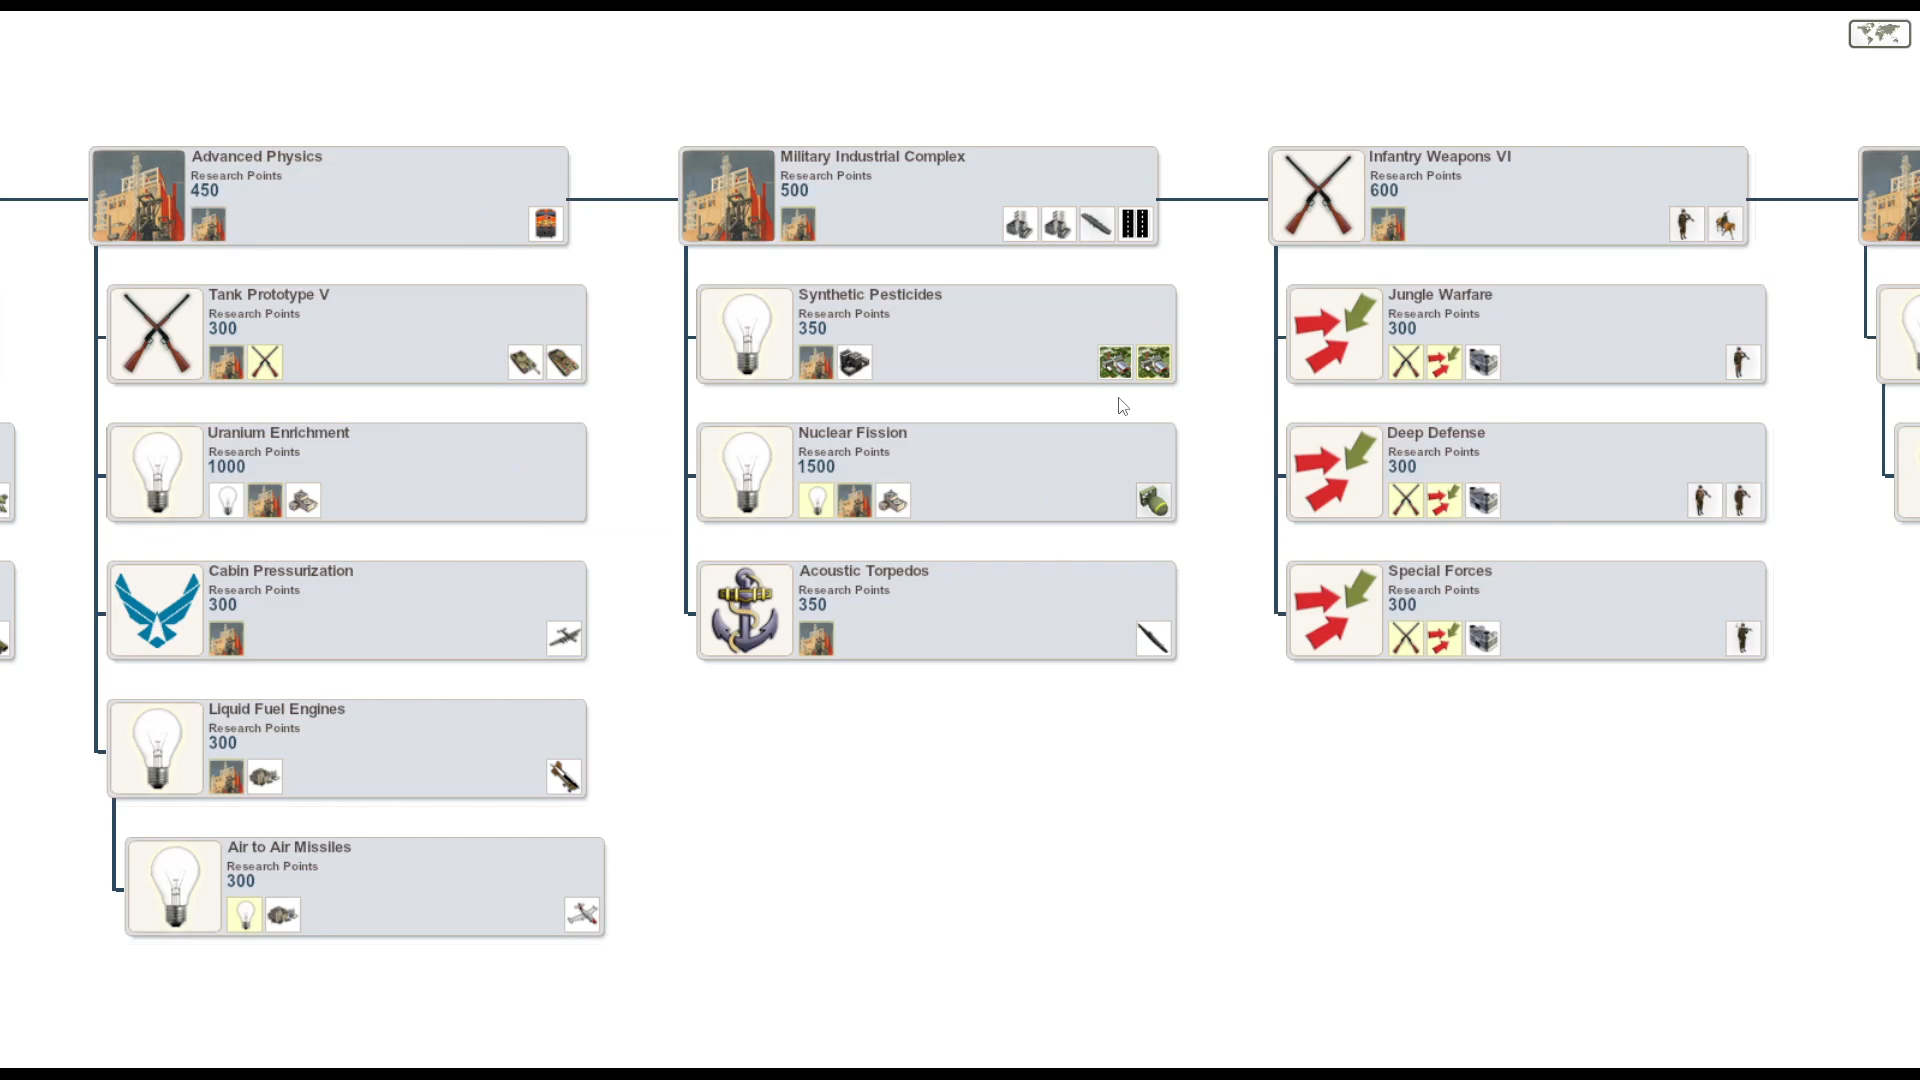 Advanced Physics
Research Points
450
Tank Prototype V
Research Points
300
Uranium Enrichment
Research Points
1000
Cabin Pressurization
Research Points
300
Liquid Fuel Engines
Research Points
300
Air to Air Missiles
Research Points
300
Military Industrial Complex
Research Points
500
Synthetic Pesticides
Research Points
350
Nuclear Fission
Research Points
1500
Acoustic Torpedos
Research Points
350
Infantry Weapons VI
Research Points
600
Jungle Warfare
Research Points
300
Deep Defense
Research Points
300
Special Forces
Research Points
300